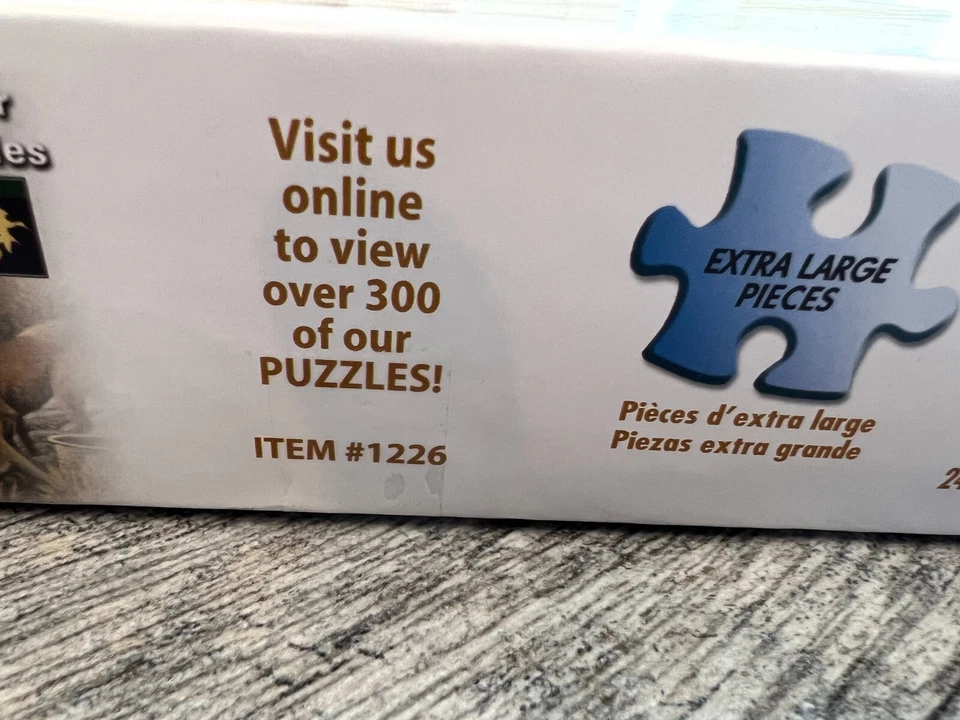 Visit us
online
to view
over 300
of our
PUZZLES!
ITEM #1226
EXTRA LARGE
PIECES
Pièces d'extra large
Piezas extra grande